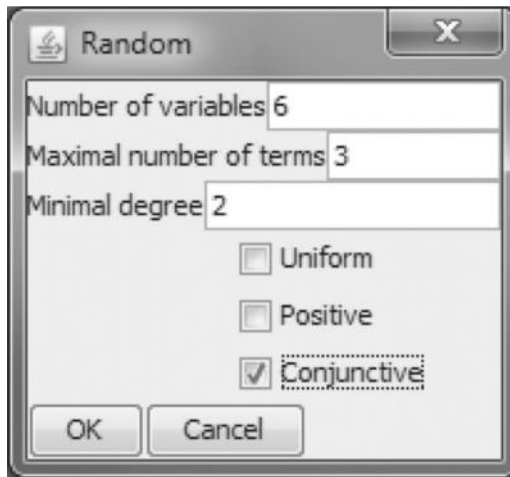 Random
Number of variables 6
Maximal number of terms 3
Minimal degree 2
Uniform
Positive
Conjunctive
OK Cancel